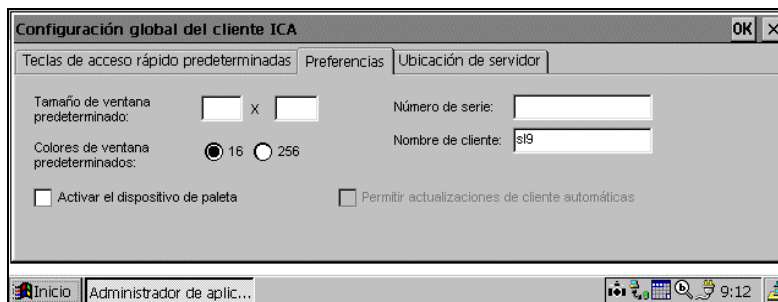 Configuración global del cliente ICA
OK
Teclas de acceso rápido predeterminadas
Preferencias
Ubicación de servidor
Tamaño de ventana
predeterminado:
X
Número de serie:
Nombre de cliente:
sl9
Colores de ventana
predeterminados:
16
256
Activar el dispositivo de paleta
Permitir actualizaciones de cliente automáticas
Inicio
Administrador de aplic...
9:12